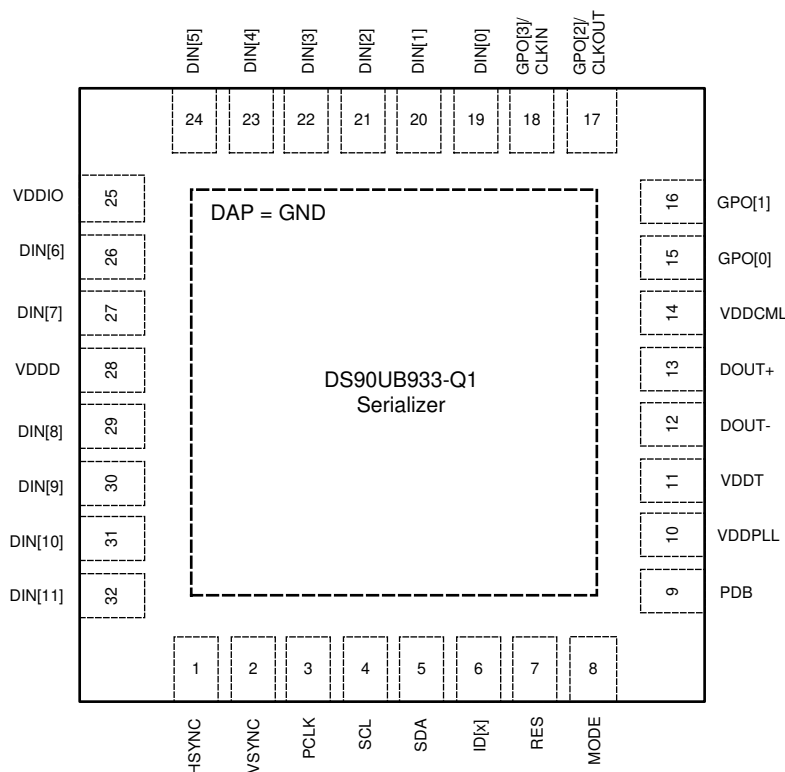 DIN[5]
DIN[4]
DIN[3]
DIN[2]
DIN[1]
DIN[0]
GPO[3]/
CLKIN
GPO[2]/
CLKOUT
24
23
22
21
20
19
18
17
VDDIO
25
DIN[6]
26
DIN[7]
27
VDDD
28
DIN[8]
29
DIN[9]
30
DIN[10]
31
DIN[11]
32
DAP = GND
DS90UB933-Q1
Serializer
16
GPO[1]
15
GPO[0]
14
VDDCML
13
DOUT+
12
DOUT-
11
VDDT
10
VDDPLL
9
PDB
1
2
3
4
5
6
7
8
HSYNC
VSYNC
PCLK
SCL
SDA
ID[x]
RES
MODE